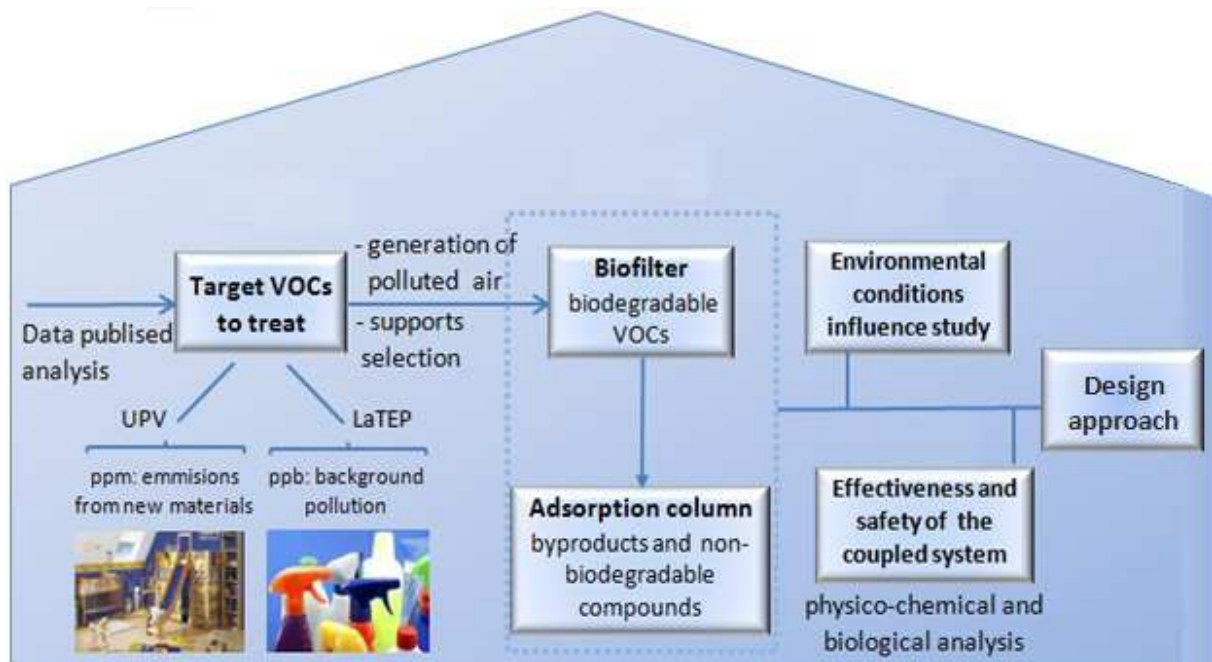 Data publised
analysis
Target VOCs
to treat
- generation of
polluted air
- supports
selection
UPV
LaTEP
ppm: emmisions
from new materials
ppb: background
pollution
Biofilter
biodegradable
VOCs
Adsorption column
byproducts and non-
biodegradable
compounds
Environmental
conditions
influence study
Effectiveness and
safety of the
coupled system
physico-chemical and
biological analysis
Design
approach